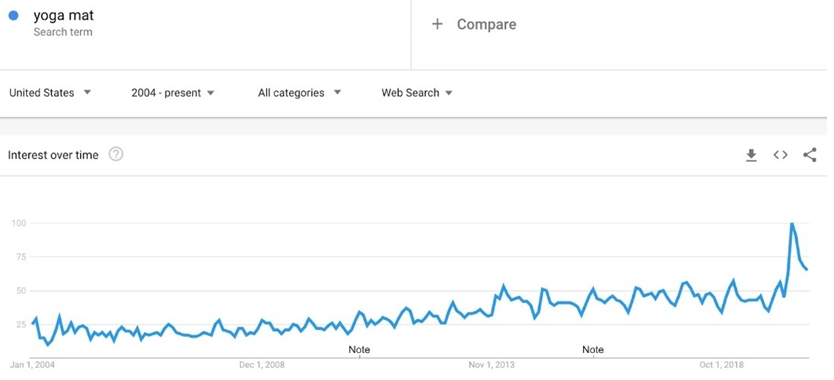 yoga mat
Search term
+ Compare
United States
2004 - present
All categories
Web Search
Interest over time ?
100
75
50
25
Note
Note
Jan 1, 2004
Dec 1, 2008
Nov 1, 2013
Oct 1, 2018